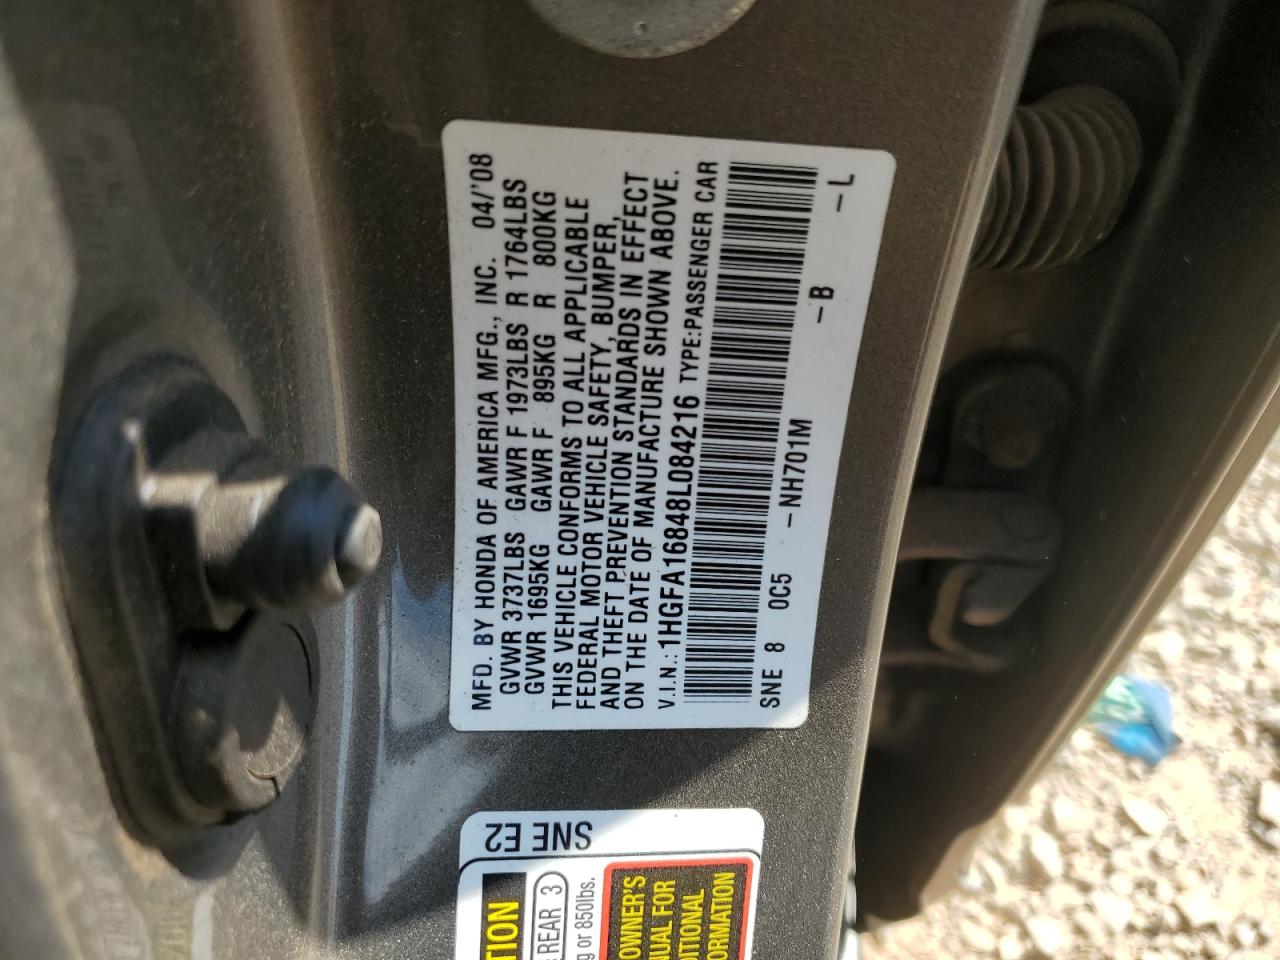 MFD. BY HONDA OF AMERICA MFG., INC. 04/'08
GVWR 3737LBS GAWR F 1973LBS R 1764LBS
GVWR 1695KG GAWR F 895KG R 800KG
THIS VEHICLE CONFORMS TO ALL APPLICABLE
FEDERAL MOTOR VEHICLE SAFETY, BUMPER,
AND THEFT PREVENTION STANDARDS IN EFFECT
ON THE DATE OF MANUFACTURE SHOWN ABOVE.
V.I.N.: 1HGFA16848L084216 TYPE:PASSENGER CAR
SNE 8 0C5 -NH701M -B -L
SNE E2
TION
REAR 3
g or 850lbs.
OWNER'S
UAL FOR
DITIONAL
ORMATION